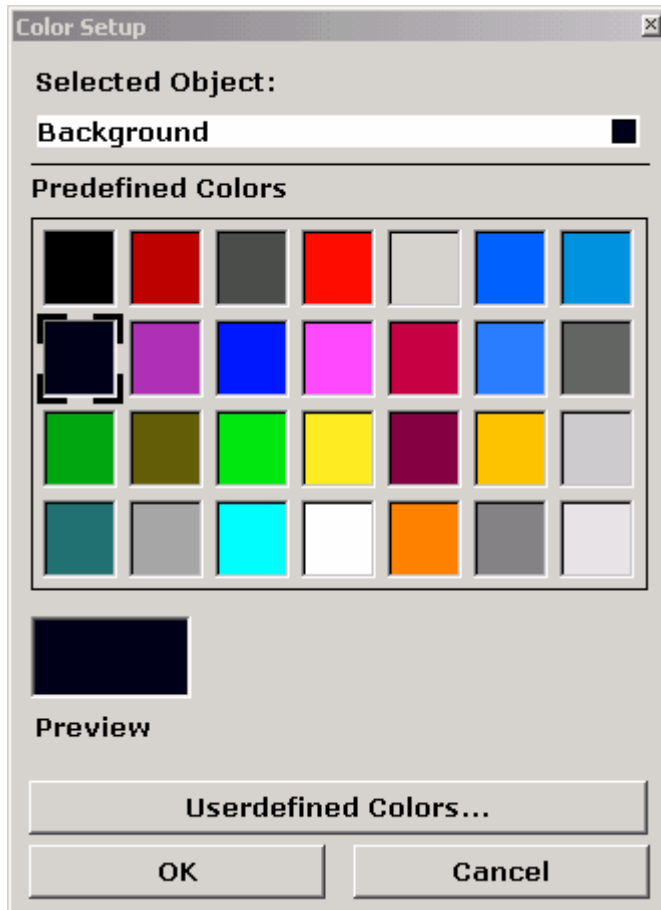 Color Setup
Selected Object:
Background
Predefined Colors
Preview
Userdefined Colors...
OK
Cancel